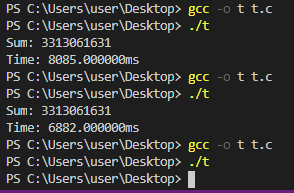 PS C:\Users\user\Desktop> gcc -o t t.c
PS C:\Users\user\Desktop> ./t
Sum: 3313061631
Time: 8085.000000ms
PS C:\Users\user\Desktop> gcc -o t t.c
PS C:\Users\user\Desktop> ./t
Sum: 3313061631
Time: 6882.000000ms
PS C:\Users\user\Desktop> gcc -o t t.c
PS C:\Users\user\Desktop> ./t
PS C:\Users\user\Desktop>